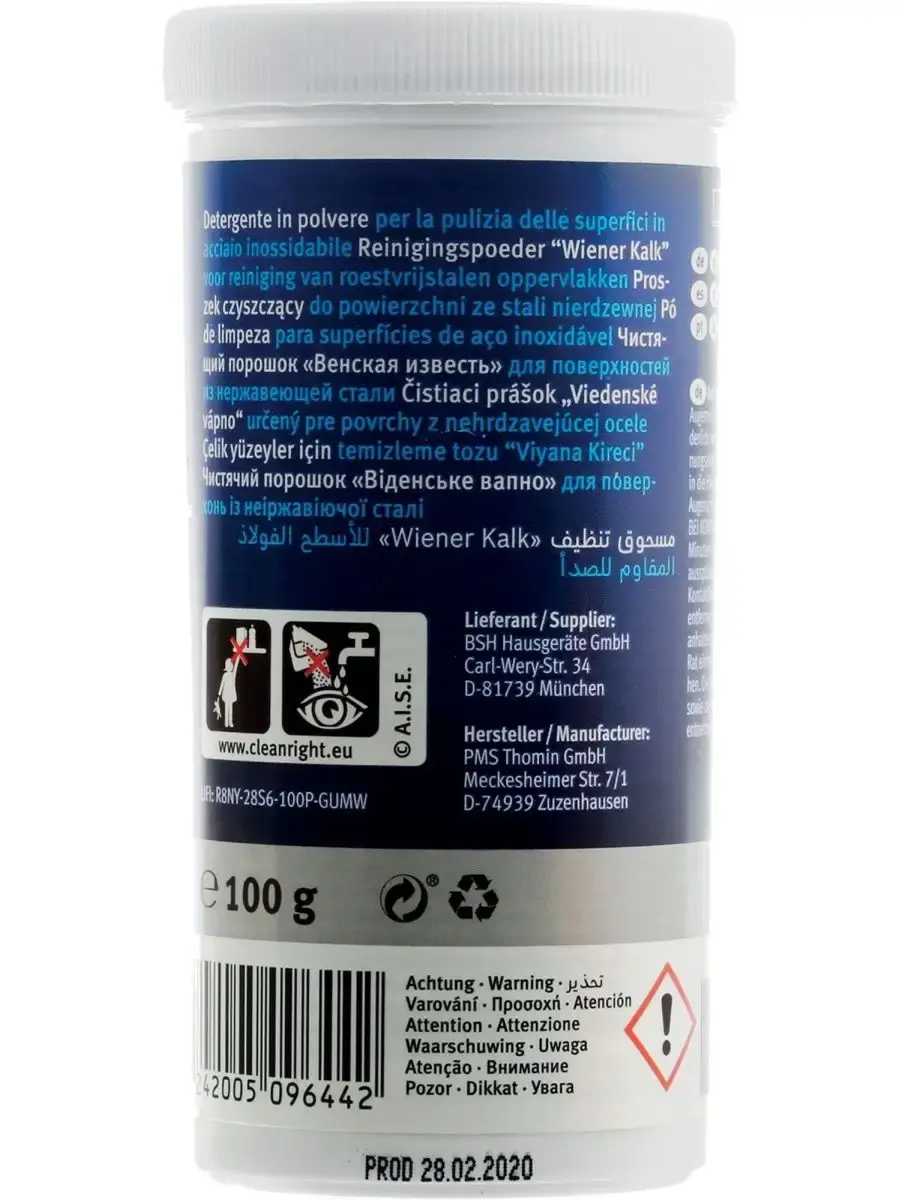 Detergente in polvere per la pulizia delle superfici in
acciaio inossidabile Reinigingspoeder “Wiener Kalk”
voor reiniging van roestvrijstalen oppervlakken Pros-
zek czyszczący do powierzchni ze stali nierdzewnej Pó
de limpeza para superfícies de aço inoxidável Чистя-
щий порошок «Венская известь» для поверхностей
из нержавеющей стали Čistiaci prášok „Viedenské
vápno“ určený pre povrchy z nehrdzavejúcej ocele
Çelik yüzeyler için temizleme tozu “Viyana Kireci”
Чистячий порошок «Віденське вапно» для повер-
хонь із неіржавіючої сталі
مسحوق تنظيف «Wiener Kalk» للأسطح الفولاذ
المقاوم للصدأ
de
es
pt
de
www.cleanright.eu
© A.I.S.E.
UFI: R8NY-28S6-100P-GUMW
Lieferant / Supplier:
BSH Hausgeräte GmbH
Carl-Wery-Str. 34
D-81739 München
Hersteller / Manufacturer:
PMS Thomin GmbH
Meckesheimer Str. 7/1
D-74939 Zuzenhausen
℮ 100 g
®
242005 096442
Achtung · Warning · تحذير
Varování · Προσοχή · Atención
Attention · Attenzione
Waarschuwing · Uwaga
Atenção · Внимание
Pozor · Dikkat · Увага
PROD 28.02.2020